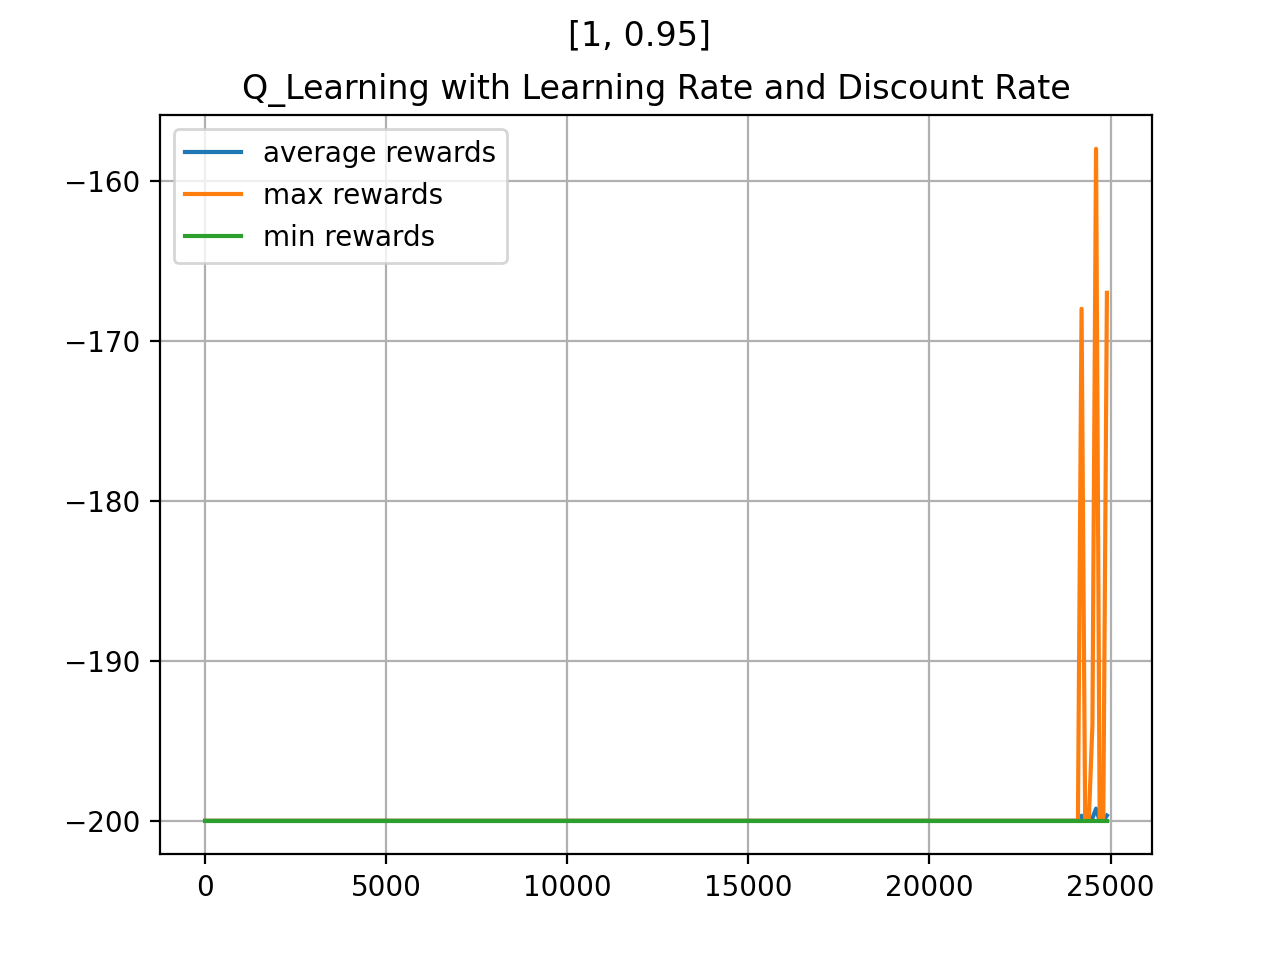 [1, 0.95]
Q_Learning with Learning Rate and Discount Rate
average rewards
max rewards
min rewards
−160
−170
−180
−190
−200
0 5000 10000 15000 20000 25000